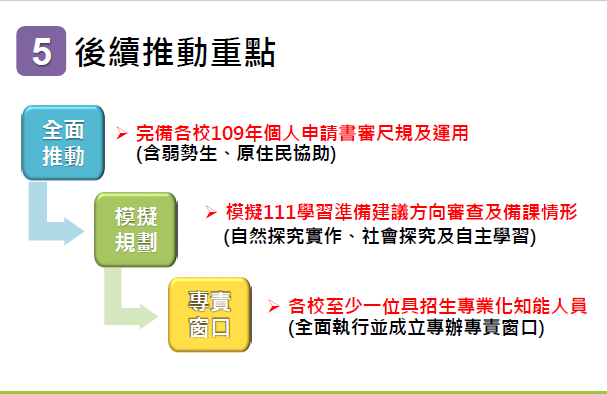 5 後續推動重點
全面
推動
➢ 完備各校109年個人申請書審尺規及運用
(含弱勢生、原住民協助)
模擬
規劃
➢ 模擬111學習準備建議方向審查及備課情形
(自然探究實作、社會探究及自主學習)
專責
窗口
➢ 各校至少一位具招生專業化知能人員
(全面執行並成立專辦專責窗口)